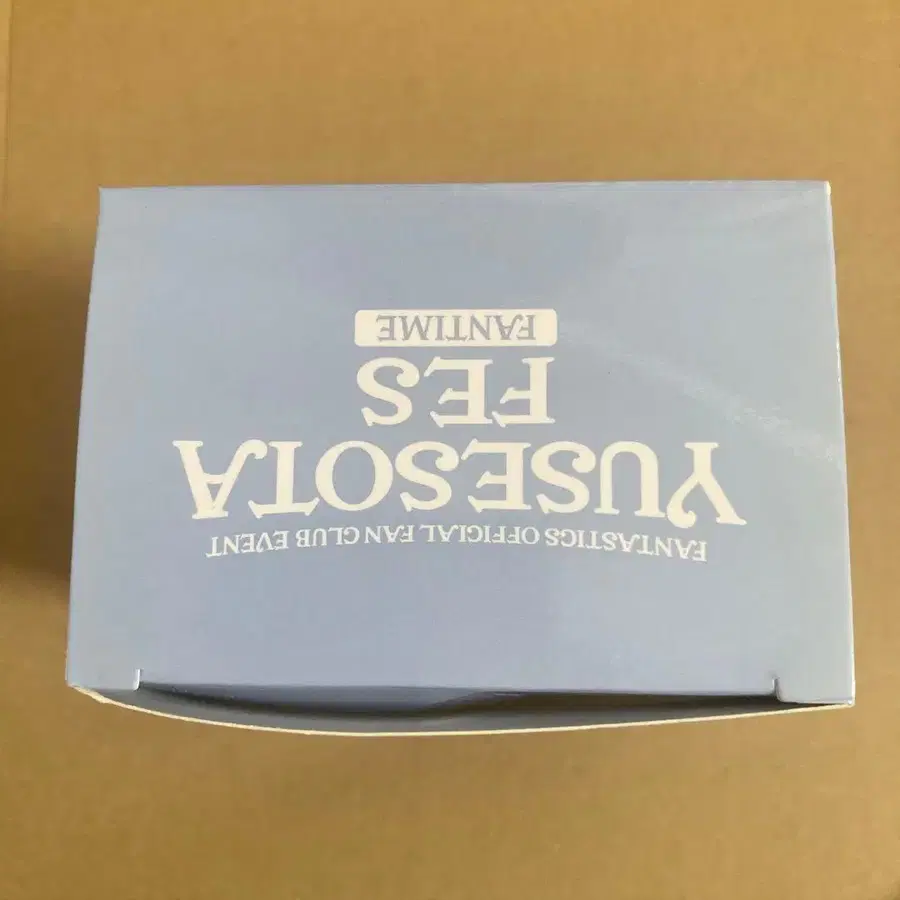 FANTASTICS OFFICIAL FAN CLUB EVENT
YUSESOTA
FES
FANTIME